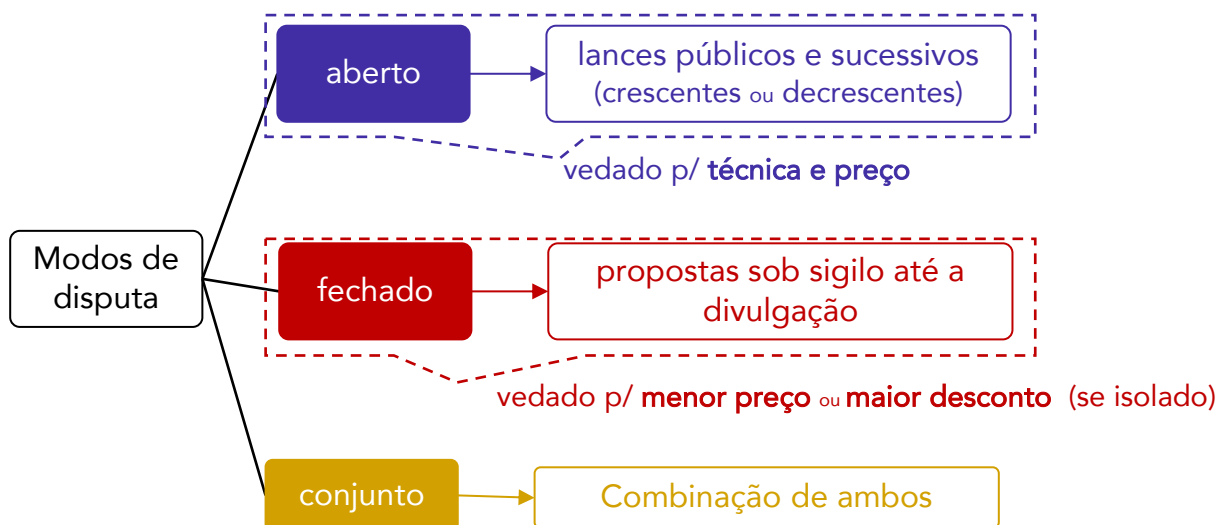 aberto
lances públicos e sucessivos
(crescentes ou decrescentes)
vedado p/ técnica e preço
Modos de
disputa
fechado
propostas sob sigilo até a
divulgação
vedado p/ menor preço ou maior desconto (se isolado)
conjunto
Combinação de ambos